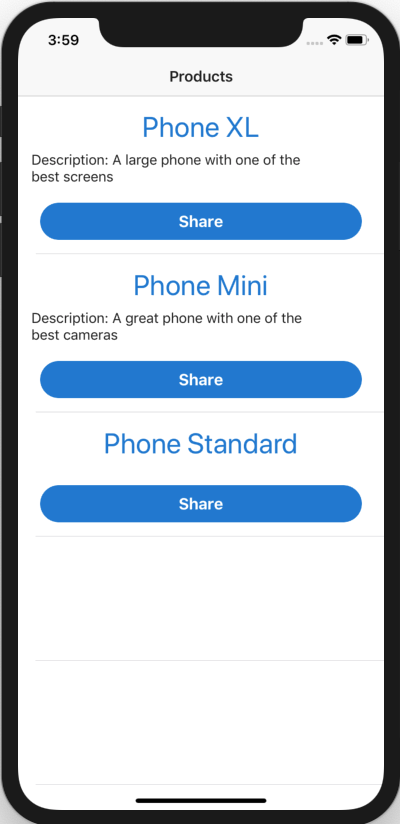 3:59
Products
Phone XL
Description: A large phone with one of the
best screens
Share
Phone Mini
Description: A great phone with one of the
best cameras
Share
Phone Standard
Share